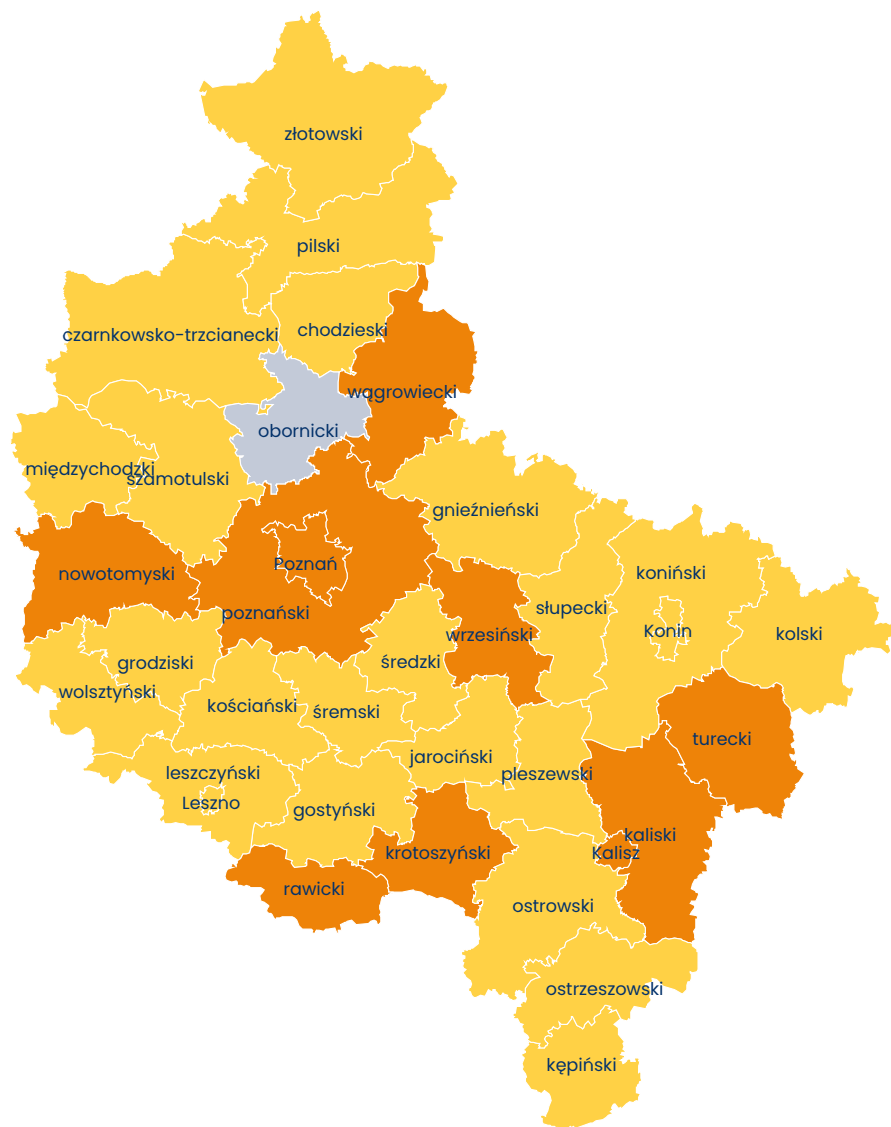 złotowski
pilski
chodzieski
czarnkowsko-trzcianecki
wągrowiecki
obornicki
międzychodzki
szamotulski
gnieźnieński
Poznań
nowotomyski
koniński
słupecki
poznański
Konin
wrzesiński
kolski
grodziski
średzki
wolsztyński
kościański
śremski
turecki
jarociński
leszczyński
pleszewski
Leszno
gostyński
kaliski
krotoszyński
Kalisz
rawicki
ostrowski
ostrzeszowski
kępiński